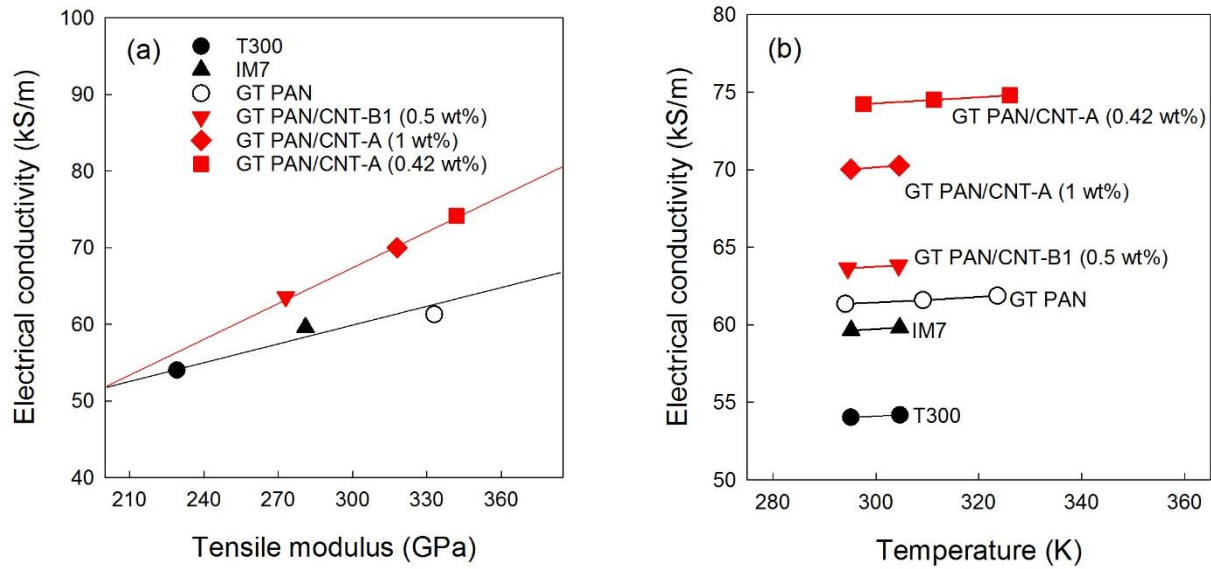 (a)
T300
IM7
GT PAN
GT PAN/CNT-B1 (0.5 wt%)
GT PAN/CNT-A (1 wt%)
GT PAN/CNT-A (0.42 wt%)
Electrical conductivity (kS/m)
100
90
80
70
60
50
40
210 240 270 300 330 360
Tensile modulus (GPa)
(b)
GT PAN/CNT-A (0.42 wt%)
GT PAN/CNT-A (1 wt%)
GT PAN/CNT-B1 (0.5 wt%)
GT PAN
IM7
T300
Electrical conductivity (kS/m)
80
75
70
65
60
55
50
280 300 320 340 360
Temperature (K)